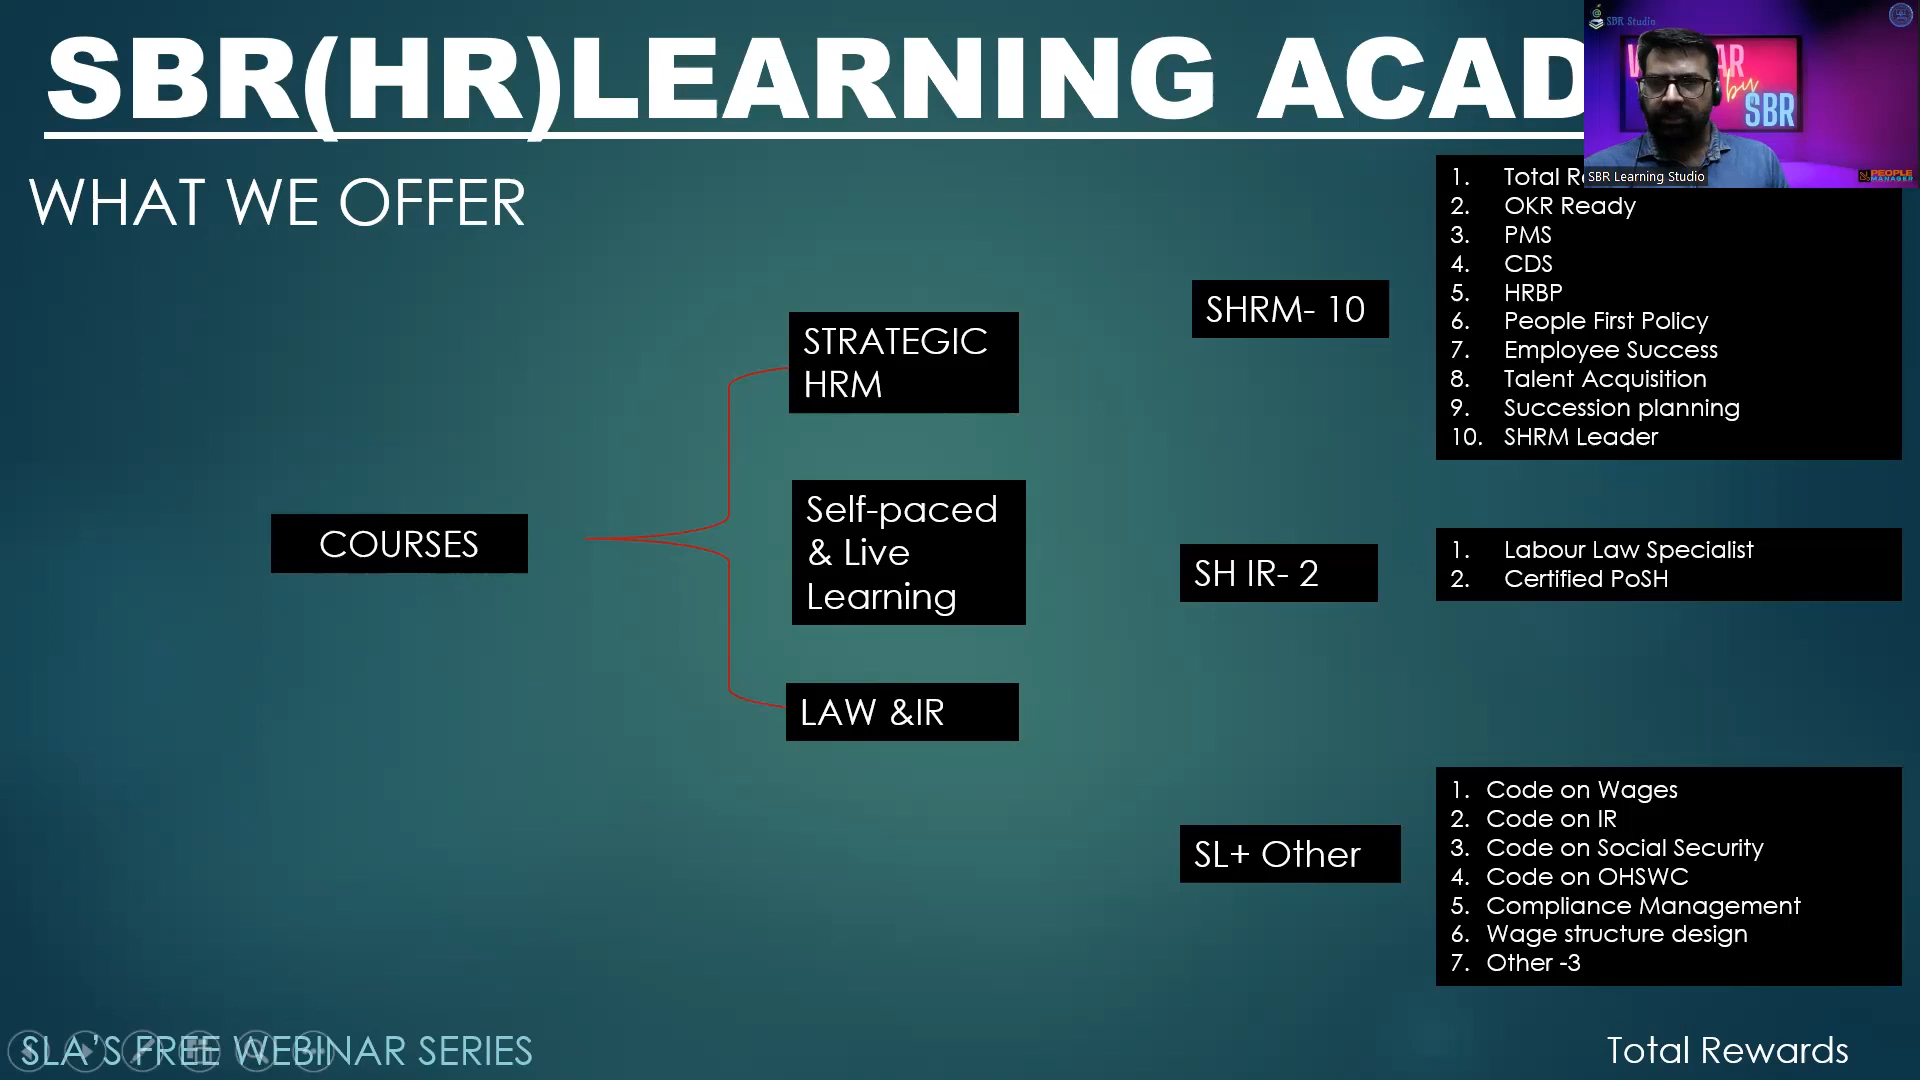 SBR(HR)LEARNING ACAD
SBR Studio
by
SBR
SBR Learning Studio
PEOPLE
MANAGER
WHAT WE OFFER
COURSES
STRATEGIC
HRM
Self-paced
& Live
Learning
LAW &IR
SHRM- 10
1. Total Re
2. OKR Ready
3. PMS
4. CDS
5. HRBP
6. People First Policy
7. Employee Success
8. Talent Acquisition
9. Succession planning
10. SHRM Leader
SH IR- 2
1. Labour Law Specialist
2. Certified PoSH
SL+ Other
1. Code on Wages
2. Code on IR
3. Code on Social Security
4. Code on OHSWC
5. Compliance Management
6. Wage structure design
7. Other -3
SLA'S FREE WEBINAR SERIES
Total Rewards